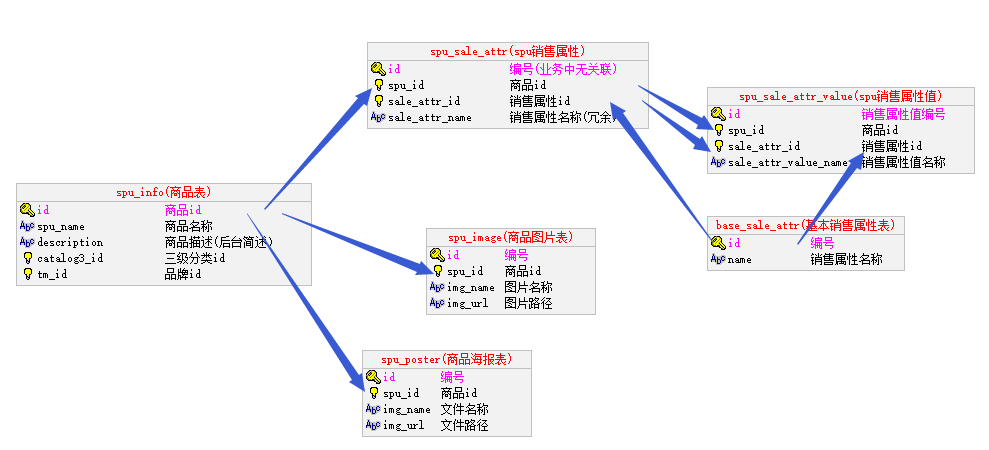 spu_sale_attr(spu销售属性)
id 编号(业务中无关联)
spu_id 商品id
sale_attr_id 销售属性id
sale_attr_name 销售属性名称(冗余)
spu_sale_attr_value(spu销售属性值)
id 销售属性值编号
spu_id 商品id
sale_attr_id 销售属性id
sale_attr_value_name 销售属性值名称
spu_info(商品表)
id 商品id
spu_name 商品名称
description 商品描述(后台简述)
catalog3_id 三级分类id
tm_id 品牌id
spu_image(商品图片表)
id 编号
spu_id 商品id
img_name 图片名称
img_url 图片路径
base_sale_attr(基本销售属性表)
id 编号
name 销售属性名称
spu_poster(商品海报表)
id 编号
spu_id 商品id
img_name 文件名称
img_url 文件路径